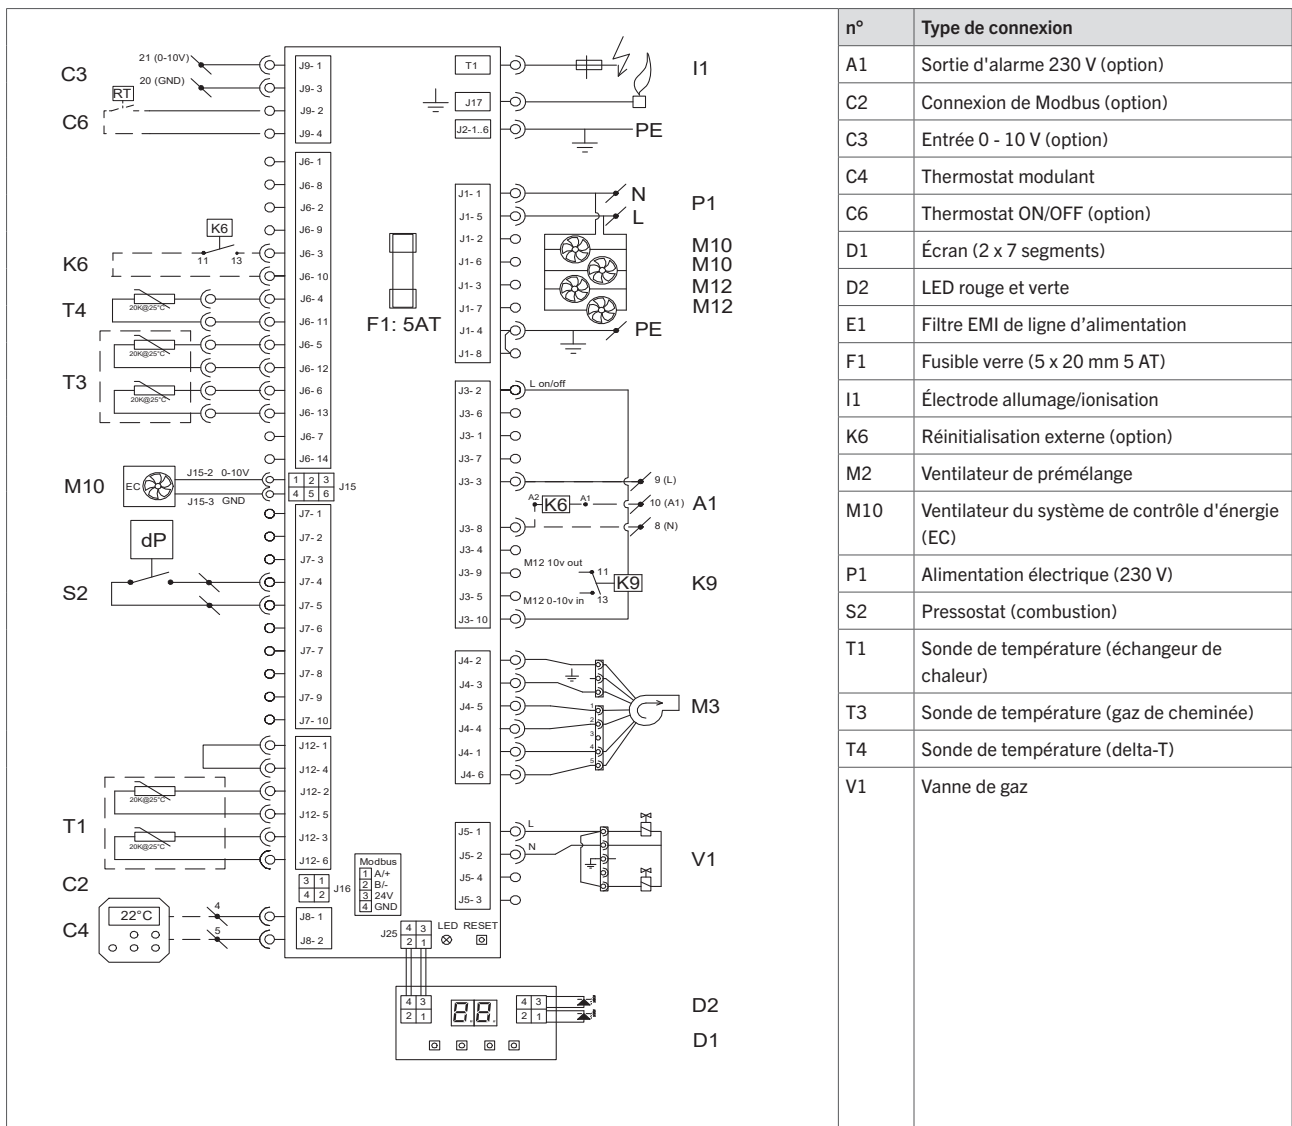 C3
21 (0-10V)
20 (GND)
RT
C6
K6
K6
11 13
T4
20K@25°C
T3
20K@25°C
20K@25°C
M10
EC
J15-2 0-10V
J15-3 GND
dP
S2
T1
20K@25°C
20K@25°C
C2
C4
22°C
4
5
J9- 1
J9- 3
J9- 2
J9- 4
J6- 1
J6- 8
J6- 2
J6- 9
J6- 3
J6- 10
J6- 4
J6- 11
J6- 5
J6- 12
J6- 6
J6- 13
J6- 7
J6- 14
1 2 3
4 5 6
J15
J7- 1
J7- 2
J7- 3
J7- 4
J7- 5
J7- 6
J7- 7
J7- 8
J7- 9
J7- 10
J12- 1
J12- 4
J12- 2
J12- 5
J12- 3
J12- 6
3 1
4 2
J16
J8- 1
J8- 2
F1: 5AT
Modbus
1 A/+
2 B/-
3 24V
4 GND
J25
4 3
2 1
LED RESET
T1
J17
J2-1..6
I1
PE
J1- 1
J1- 5
J1- 2
J1- 6
J1- 3
J1- 7
J1- 4
J1- 8
N
L
P1
M10
M10
M12
M12
PE
J3- 2
J3- 6
J3- 1
J3- 7
J3- 3
J3- 8
J3- 4
J3- 9
J3- 5
J3- 10
L on/off
9 (L)
A2 K6 A1
10 (A1)
A1
8 (N)
M12 10v out
11
K9
K9
M12 0-10v in
13
J4- 2
J4- 3
J4- 5
J4- 4
J4- 1
J4- 6
1
2
3
4
5
M3
J5- 1
J5- 2
J5- 4
J5- 3
L
N
V1
4 3
2 1
88
4 3
2 1
D2
D1
n° Type de connexion
A1 Sortie d'alarme 230 V (option)
C2 Connexion de Modbus (option)
C3 Entrée 0 - 10 V (option)
C4 Thermostat modulant
C6 Thermostat ON/OFF (option)
D1 Écran (2 x 7 segments)
D2 LED rouge et verte
E1 Filtre EMI de ligne d’alimentation
F1 Fusible verre (5 x 20 mm 5 AT)
I1 Électrode allumage/ionisation
K6 Réinitialisation externe (option)
M2 Ventilateur de prémélange
M10 Ventilateur du système de contrôle d'énergie
(EC)
P1 Alimentation électrique (230 V)
S2 Pressostat (combustion)
T1 Sonde de température (échangeur de
chaleur)
T3 Sonde de température (gaz de cheminée)
T4 Sonde de température (delta-T)
V1 Vanne de gaz